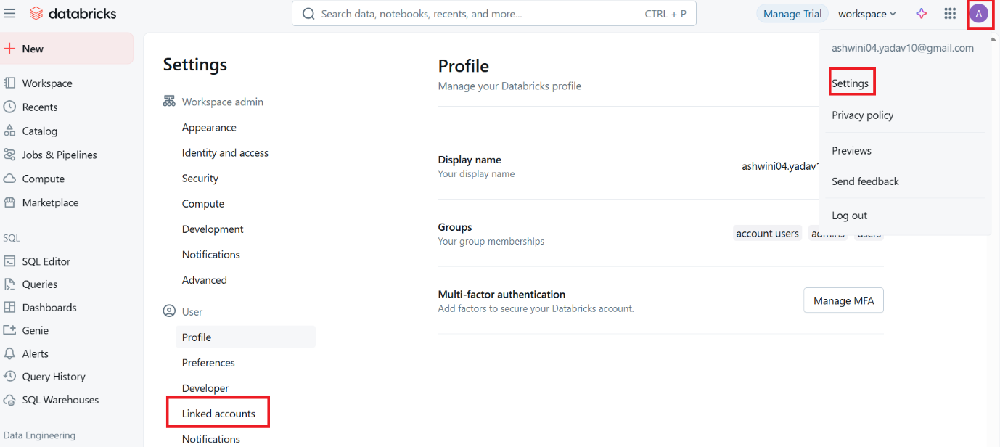 databricks
Search data, notebooks, recents, and more... CTRL + P
Manage Trial
workspace
A
New
Workspace
Recents
Catalog
Jobs & Pipelines
Compute
Marketplace
SQL
SQL Editor
Queries
Dashboards
Genie
Alerts
Query History
SQL Warehouses
Data Engineering
Settings
Workspace admin
Appearance
Identity and access
Security
Compute
Development
Notifications
Advanced
User
Profile
Preferences
Developer
Linked accounts
Notifications
Profile
Manage your Databricks profile
Display name
Your display name
ashwini04.yadav1
Groups
Your group memberships
account users admins users
Multi-factor authentication
Add factors to secure your Databricks account.
Manage MFA
ashwini04.yadav10@gmail.com
Settings
Privacy policy
Previews
Send feedback
Log out